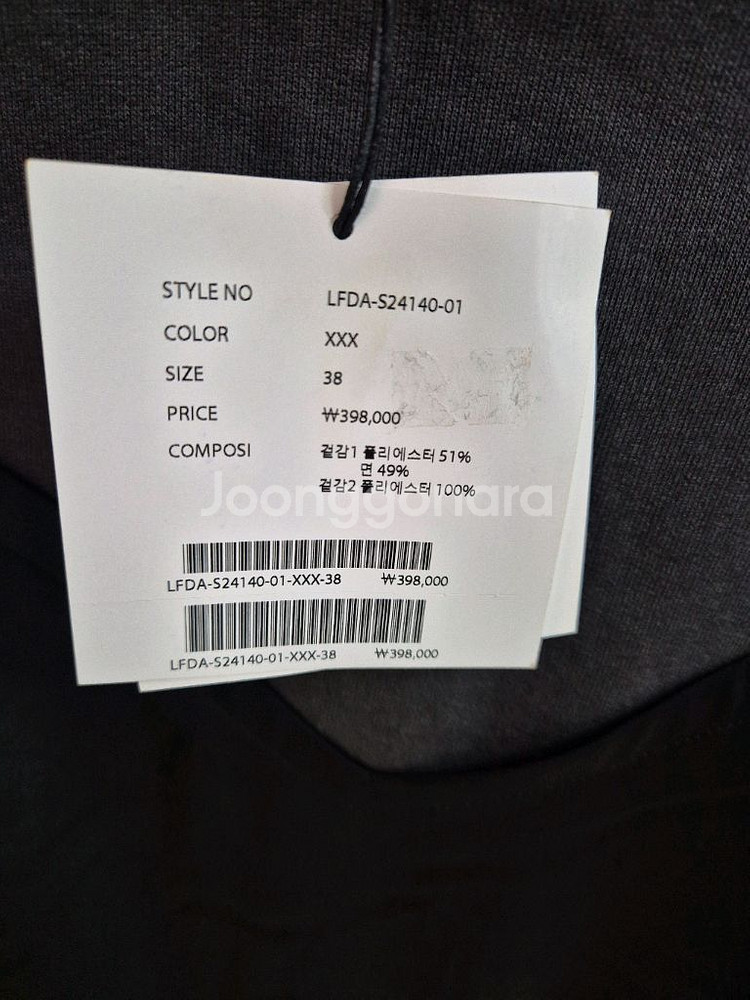 STYLE NO LFDA-S24140-01
COLOR XXX
SIZE 38
PRICE ₩398,000
COMPOSI 겉감1 폴리에스터 51%
면 49%
겉감2 폴리에스터 100%
Joonggonara
LFDA-S24140-01-XXX-38 ₩398,000
LFDA-S24140-01-XXX-38 ₩398,000